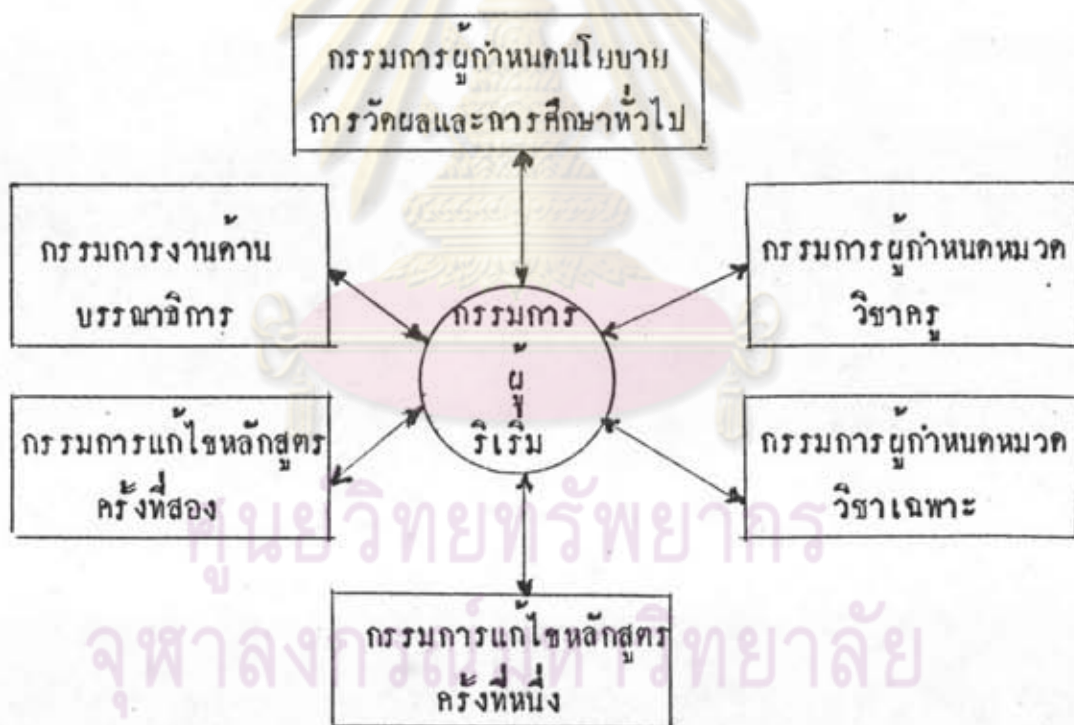 กรรมการผู้กำหนดนโยบาย
การวัดผลและการศึกษาทั่วไป
กรรมการงานด้าน
บรรณาธิการ
กรรมการผู้กำหนดหมวด
วิชาครู
กรรมการ
ผู้
ริเริ่ม
กรรมการแก้ไขหลักสูตร
ครั้งที่สอง
กรรมการผู้กำหนดหมวด
วิชาเฉพาะ
กรรมการแก้ไขหลักสูตร
ครั้งที่หนึ่ง
ศูนย์วิทยทรัพยากร
จุฬาลงกรณ์มหาวิทยาลัย